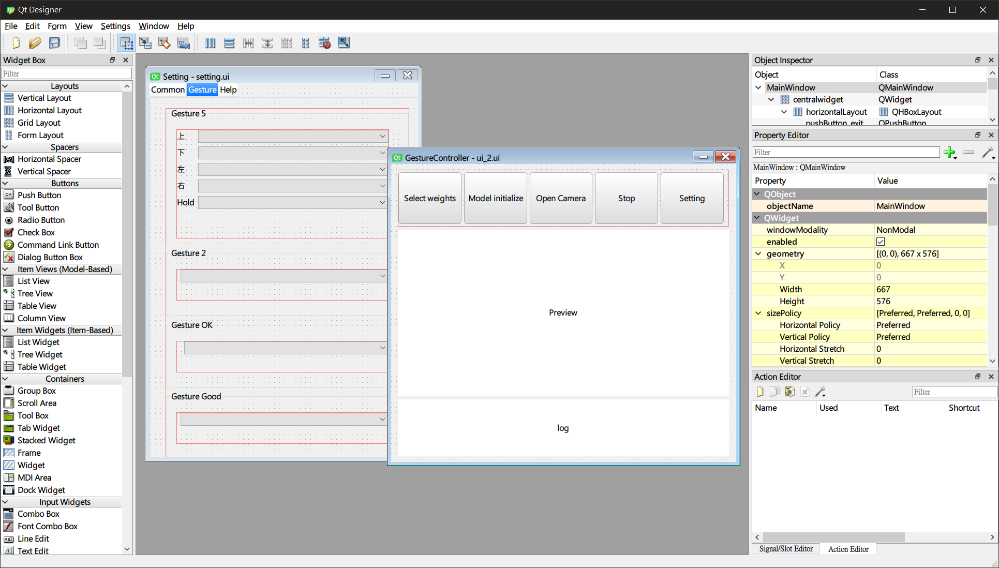 Qt Designer
File Edit Form View Settings Window Help
Widget Box
Filter
Layouts
Vertical Layout
Horizontal Layout
Grid Layout
Form Layout
Spacers
Horizontal Spacer
Vertical Spacer
Buttons
Push Button
Tool Button
Radio Button
Check Box
Command Link Button
Dialog Button Box
Item Views (Model-Based)
List View
Tree View
Table View
Column View
Item Widgets (Item-Based)
List Widget
Tree Widget
Table Widget
Containers
Group Box
Scroll Area
Tool Box
Tab Widget
Stacked Widget
Frame
Widget
MDI Area
Dock Widget
Input Widgets
Combo Box
Font Combo Box
Line Edit
Text Edit
Setting - setting.ui
Common Gesture Help
Gesture 5
上
下
左
右
Hold
Gesture 2
Gesture OK
Gesture Good
GestureController - ui_2.ui
Select weights Model initialize Open Camera Stop Setting
Preview
log
Object Inspector
Object Class
MainWindow QMainWindow
centralwidget QWidget
horizontalLayout QHBoxLayout
pushButton_exit QPushButton
Property Editor
Filter
MainWindow : QMainWindow
Property Value
QObject
objectName MainWindow
QWidget
windowModality NonModal
enabled
geometry [(0, 0), 667 x 576]
X 0
Y 0
Width 667
Height 576
sizePolicy [Preferred, Preferred, 0, 0]
Horizontal Policy Preferred
Vertical Policy Preferred
Horizontal Stretch 0
Vertical Stretch 0
Action Editor
Filter
Name Used Text Shortcut
Signal/Slot Editor Action Editor